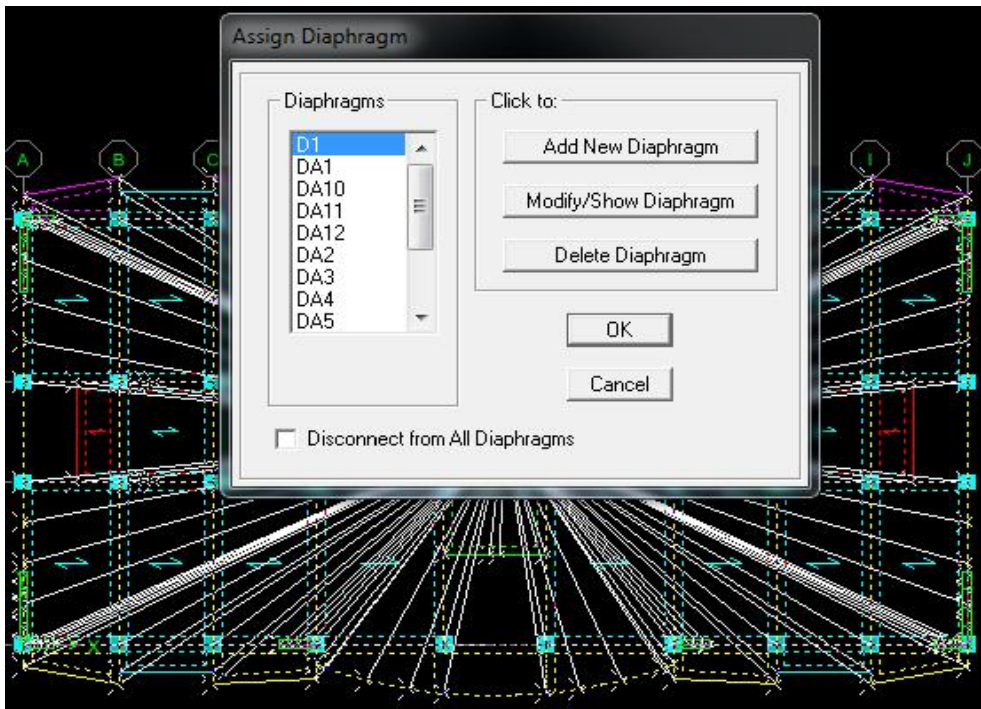 Assign Diaphragm
Diaphragms
D1
DA1
DA10
DA11
DA12
DA2
DA3
DA4
DA5
Click to:
Add New Diaphragm
Modify/Show Diaphragm
Delete Diaphragm
OK
Cancel
Disconnect from All Diaphragms
A
B
C
I
J
X